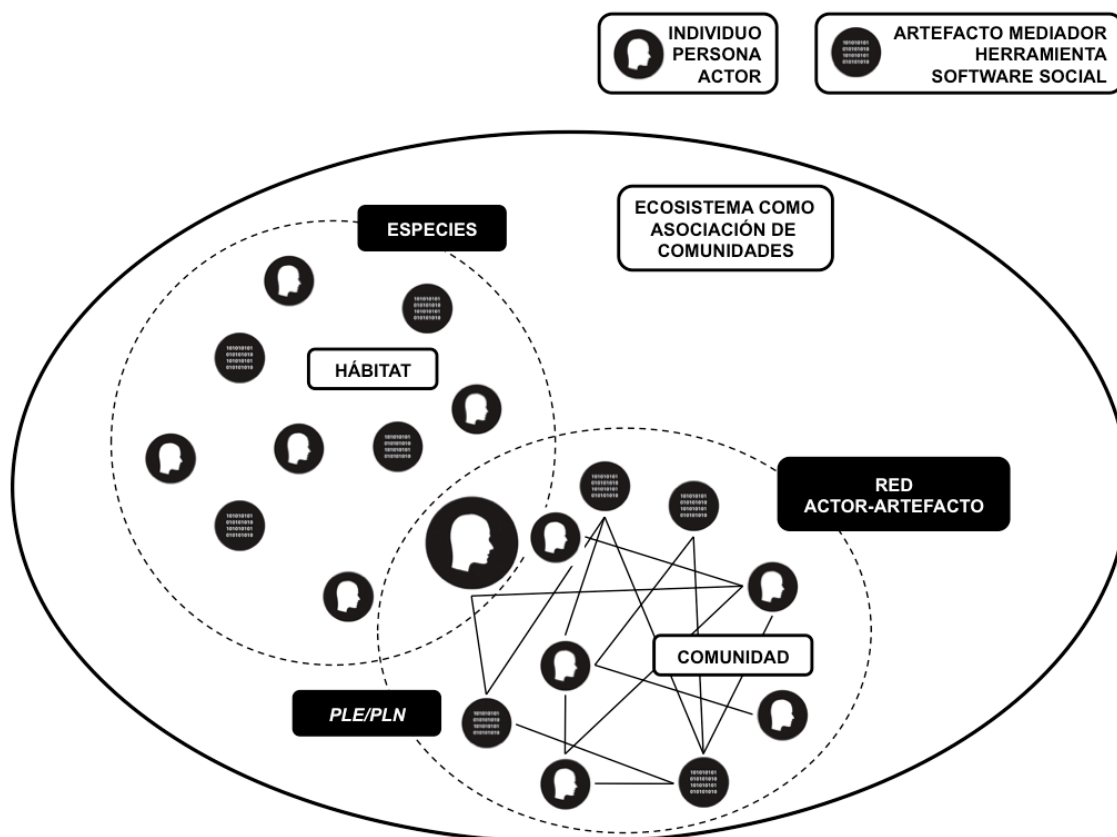 INDIVIDUO
PERSONA
ACTOR
ARTEFACTO MEDIADOR
HERRAMIENTA
SOFTWARE SOCIAL
ECOSISTEMA COMO
ASOCIACIÓN DE
COMUNIDADES
ESPECIES
HÁBITAT
RED
ACTOR-ARTEFACTO
COMUNIDAD
PLE/PLN